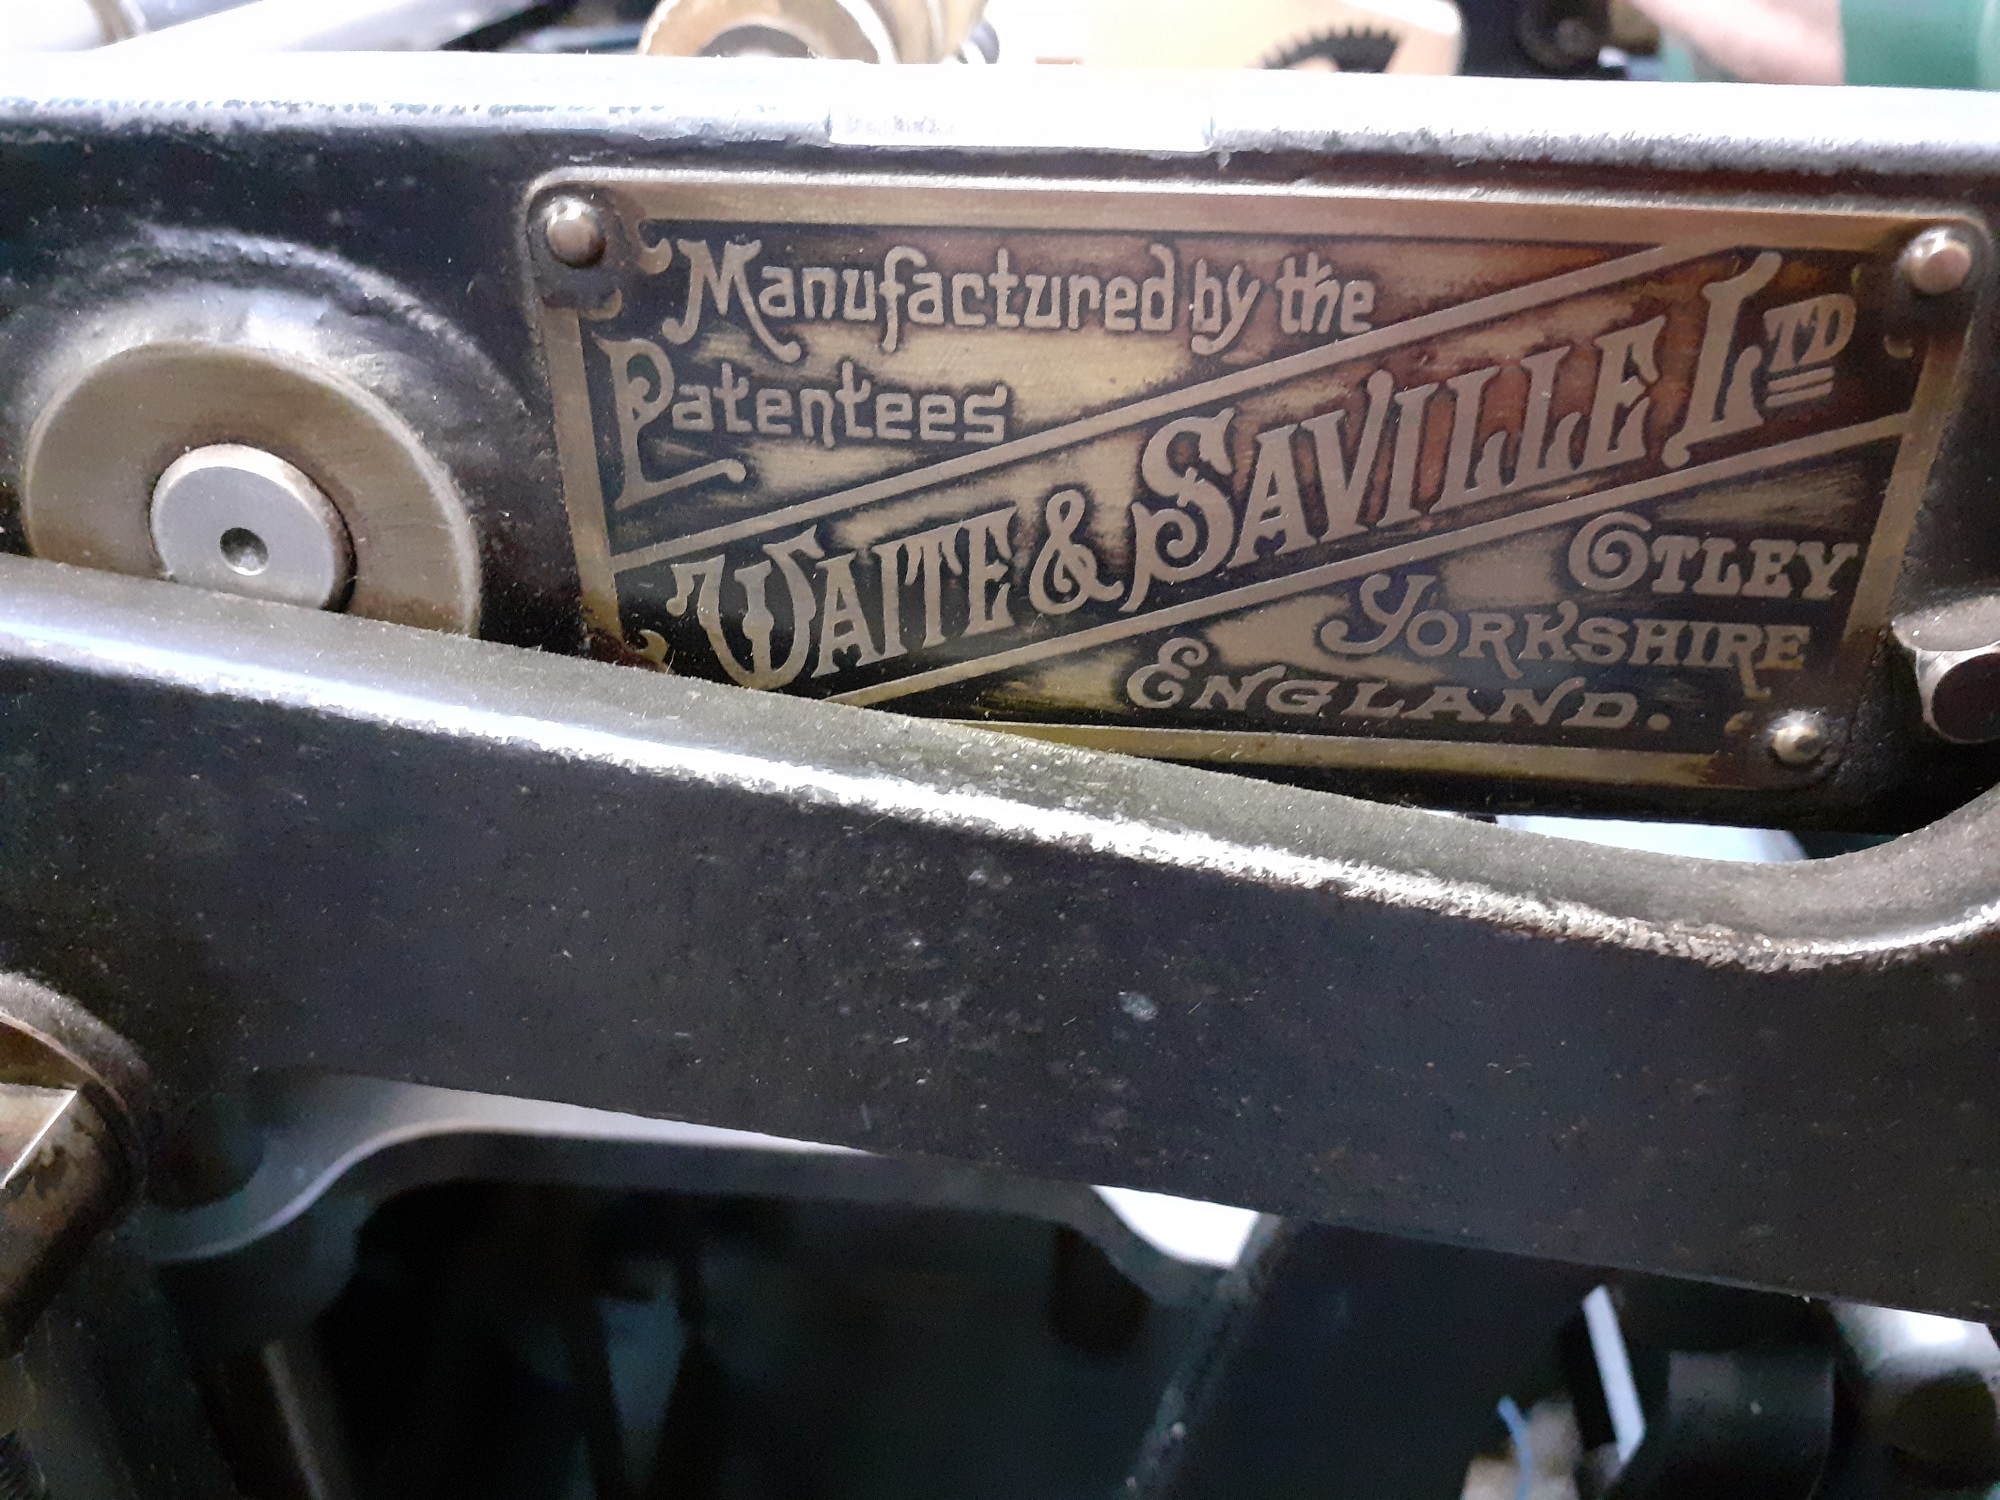 Manufactured by the
Patentees
WAITE & SAVILLE LTD
OTLEY
YORKSHIRE
ENGLAND.